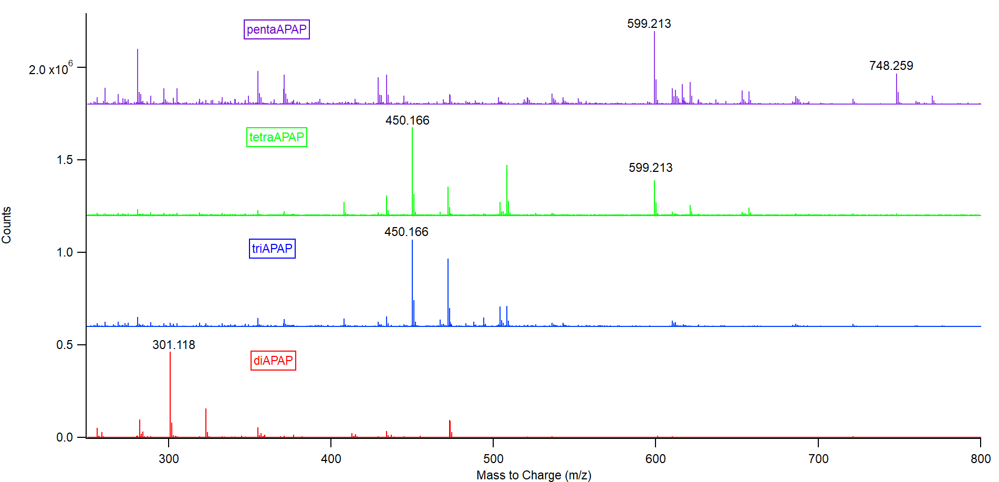 599.213
pentaAPAP
748.259
2.0 x10⁶
450.166
tetraAPAP
1.5
599.213
450.166
triAPAP
1.0
Counts
0.5
301.118
diAPAP
0.0
300 400 500 600 700 800
Mass to Charge (m/z)